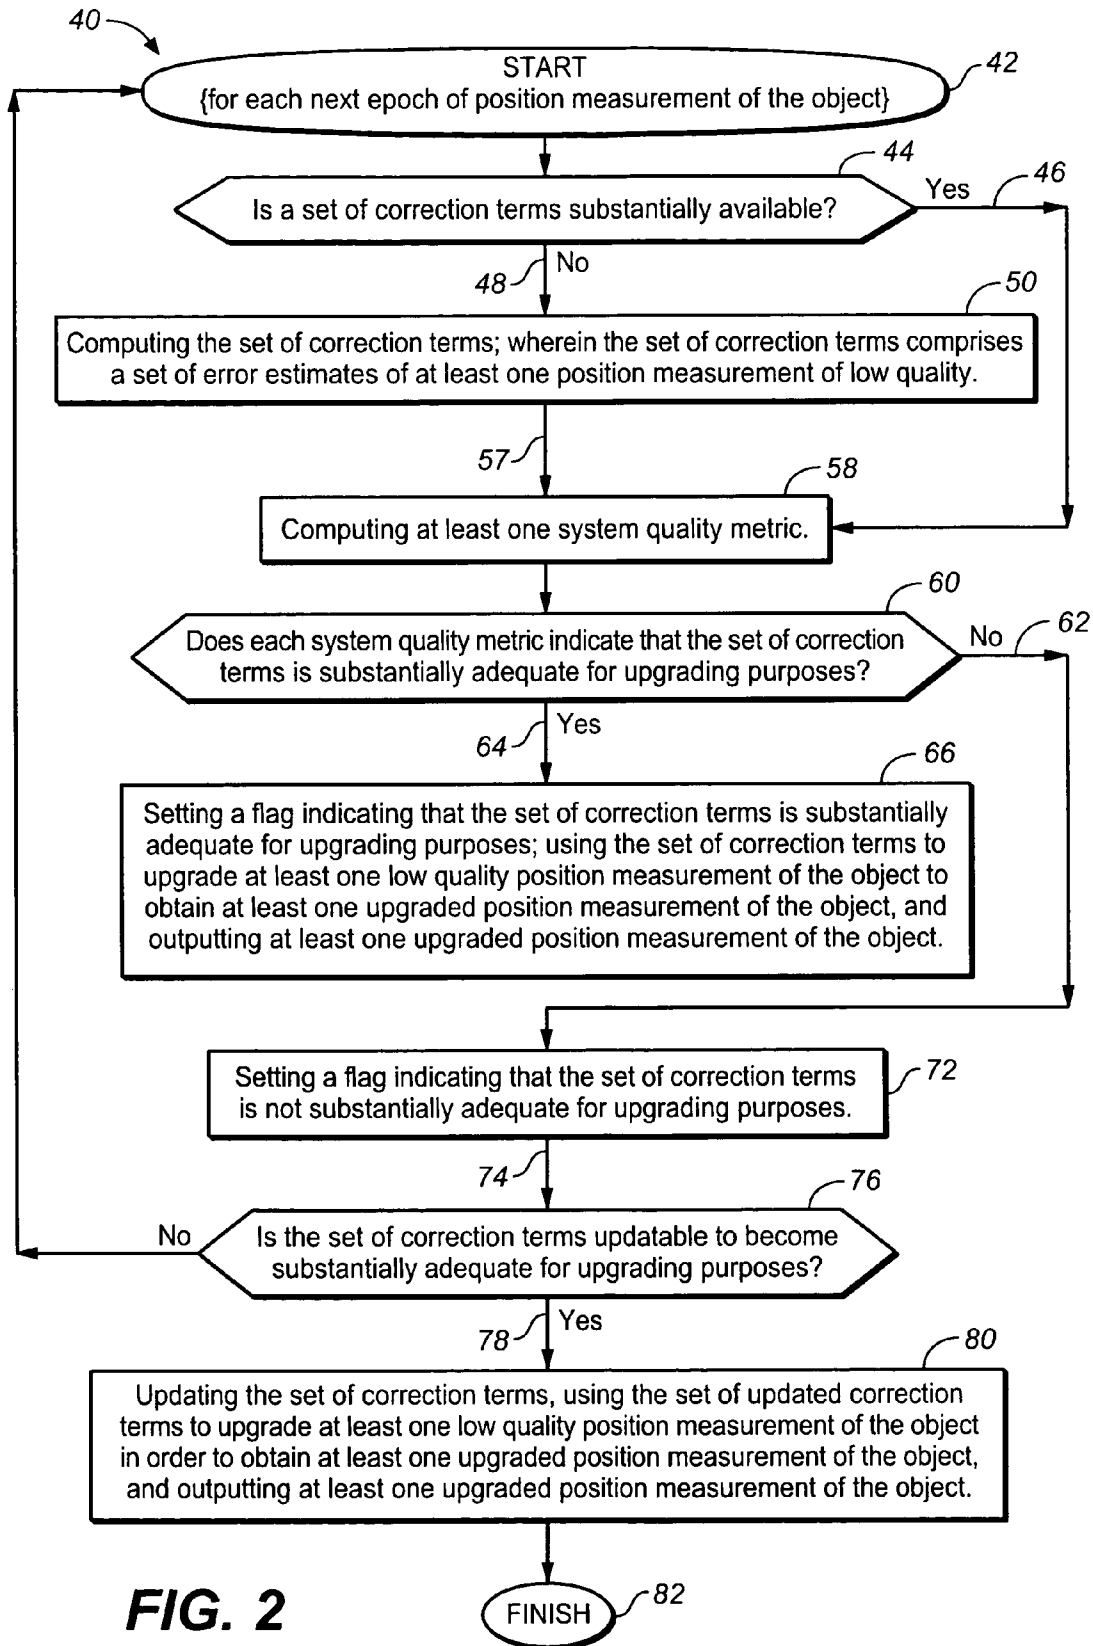 40
START
{for each next epoch of position measurement of the object}
42
44
Is a set of correction terms substantially available?
Yes
46
48
No
50
Computing the set of correction terms; wherein the set of correction terms comprises
a set of error estimates of at least one position measurement of low quality.
57
58
Computing at least one system quality metric.
60
Does each system quality metric indicate that the set of correction
terms is substantially adequate for upgrading purposes?
No
62
64
Yes
66
Setting a flag indicating that the set of correction terms is substantially
adequate for upgrading purposes; using the set of correction terms to
upgrade at least one low quality position measurement of the object to
obtain at least one upgraded position measurement of the object, and
outputting at least one upgraded position measurement of the object.
Setting a flag indicating that the set of correction terms
is not substantially adequate for upgrading purposes.
72
74
76
No
Is the set of correction terms updatable to become
substantially adequate for upgrading purposes?
78
Yes
80
Updating the set of correction terms, using the set of updated correction
terms to upgrade at least one low quality position measurement of the object
in order to obtain at least one upgraded position measurement of the object,
and outputting at least one upgraded position measurement of the object.
FIG. 2
FINISH
82